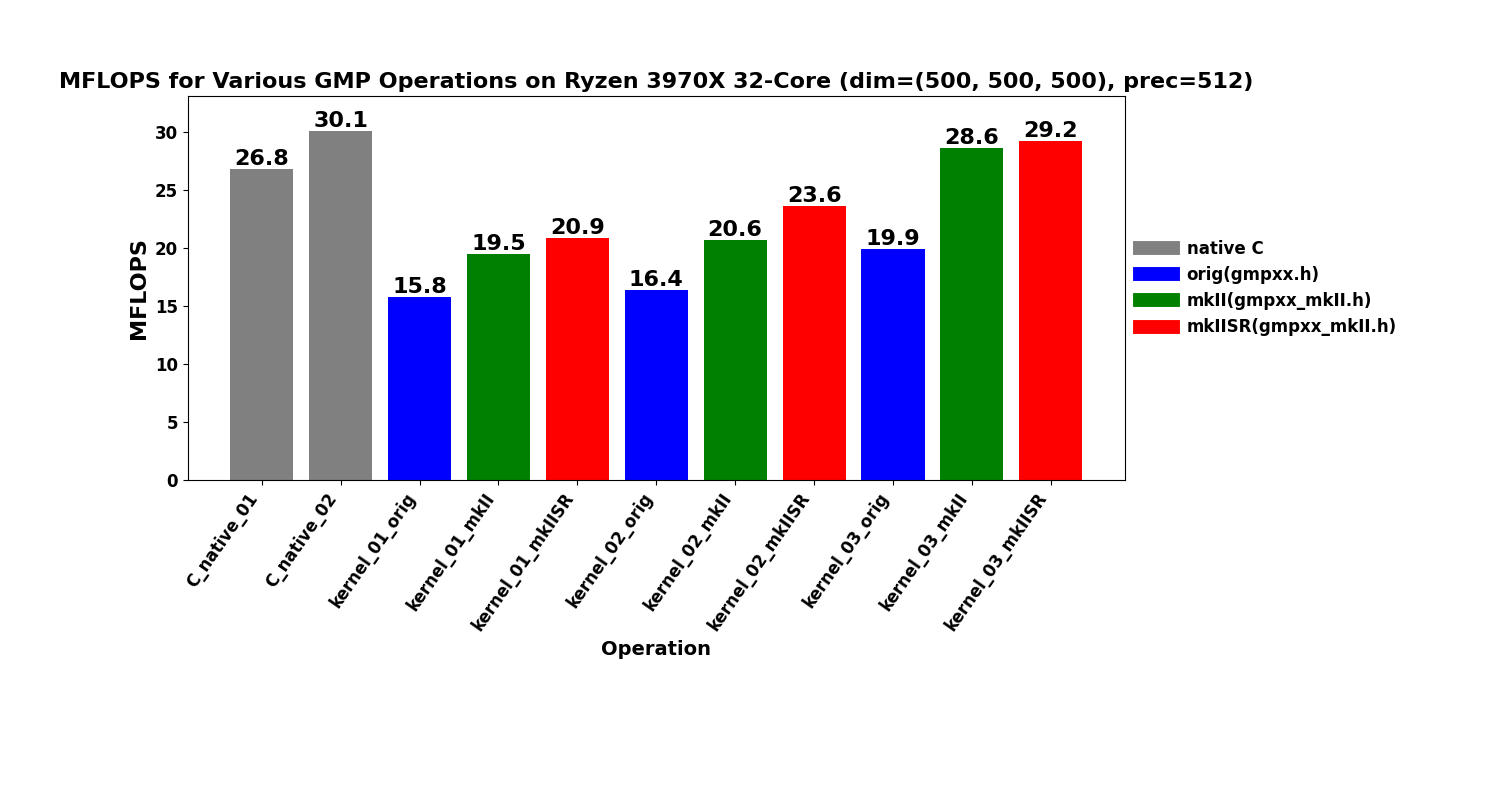 MFLOPS for Various GMP Operations on Ryzen 3970X 32-Core (dim=(500, 500, 500), prec=512)
MFLOPS
30
25
20
15
10
5
0
26.8
30.1
15.8
19.5
20.9
16.4
20.6
23.6
19.9
28.6
29.2
C_native_01
C_native_02
kernel_01_orig
kernel_01_mkII
kernel_01_mkIISR
kernel_02_orig
kernel_02_mkII
kernel_02_mkIISR
kernel_03_orig
kernel_03_mkII
kernel_03_mkIISR
Operation
native C
orig(gmpxx.h)
mkII(gmpxx_mkII.h)
mkIISR(gmpxx_mkII.h)